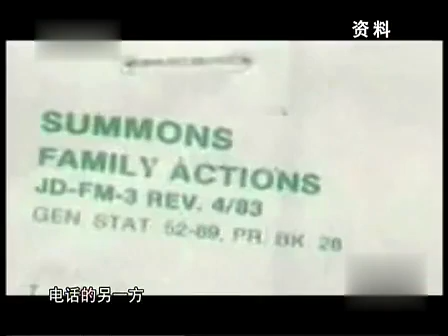 资料
SUMMONS
FAMILY ACTIONS
JD-FM-3 REV. 4/83
GEN STAT 52-89, PR. BK. 28
电话的另一方